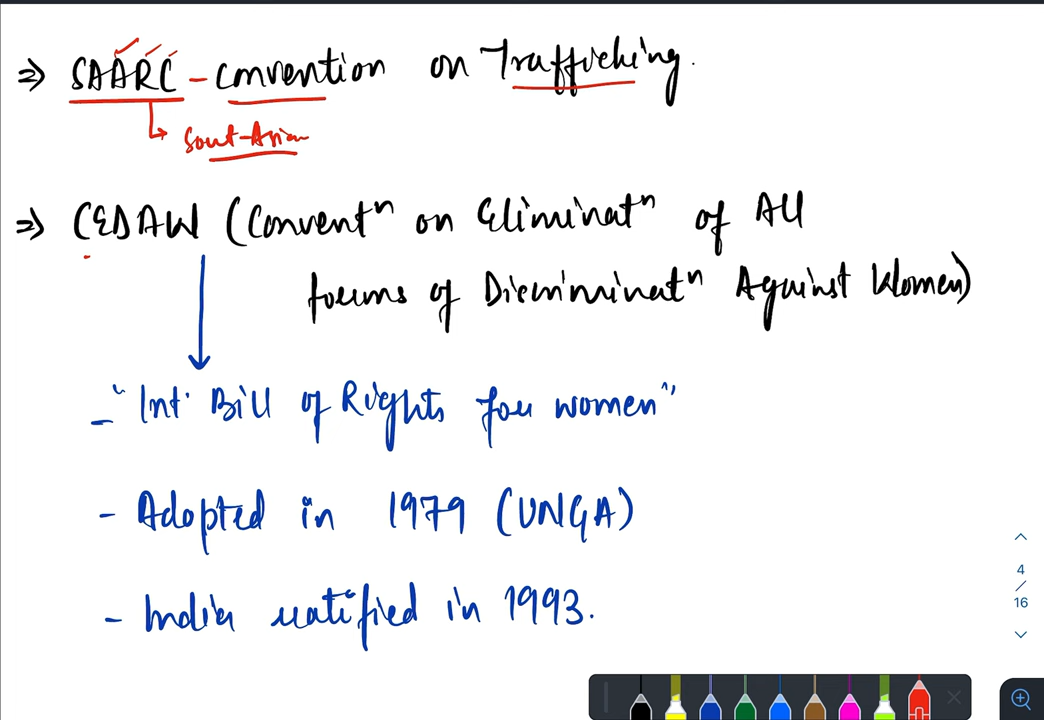 ⇒ SAARC - Convention on Trafficking.
↳ Sout-Asian
⇒ CEDAW (Conventⁿ on Eliminatⁿ of All
forms of Discriminatⁿ Against Women)
- "Int. Bill of Rights for women"
- Adopted in 1979 (UNGA)
- India ratified in 1993.
4
/
16